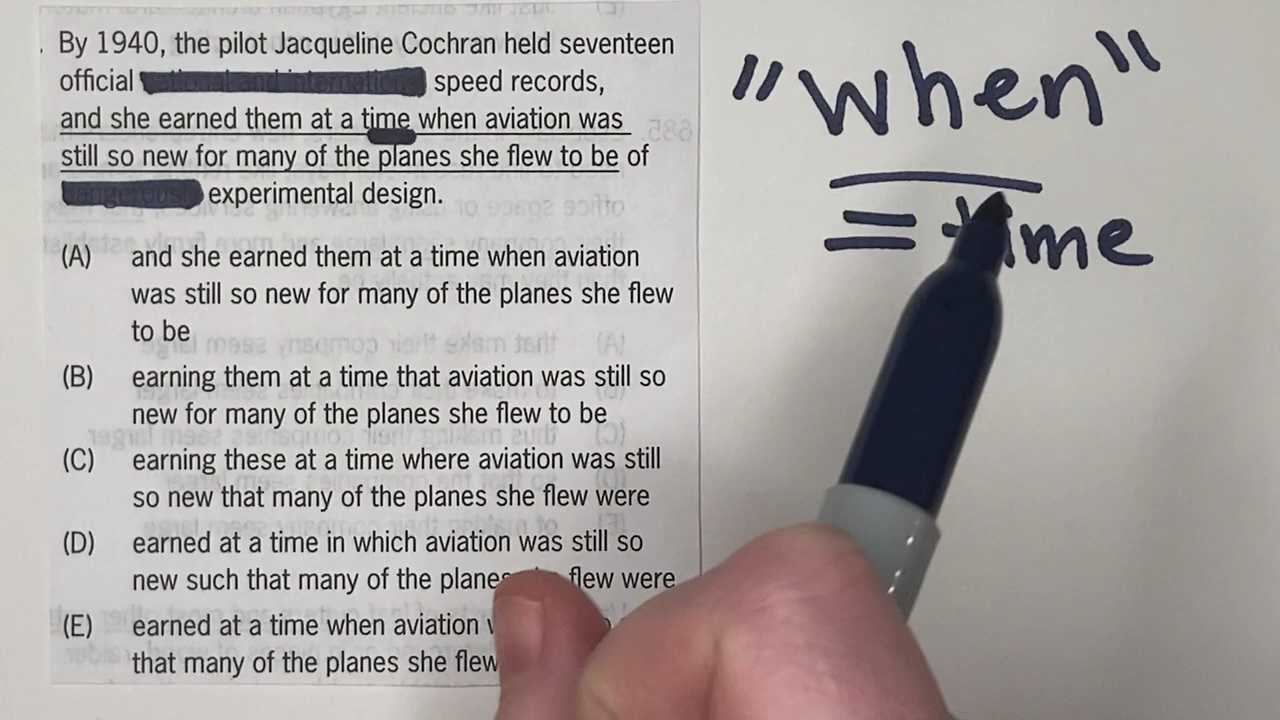 . By 1940, the pilot Jacqueline Cochran held seventeen
official national and international speed records,
and she earned them at a time when aviation was
still so new for many of the planes she flew to be of
dangerously experimental design.
(A) and she earned them at a time when aviation
was still so new for many of the planes she flew
to be
(B) earning them at a time that aviation was still so
new for many of the planes she flew to be
(C) earning these at a time where aviation was still
so new that many of the planes she flew were
(D) earned at a time in which aviation was still so
new such that many of the planes flew were
(E) earned at a time when aviation
that many of the planes she flew
"when"
= time
685.